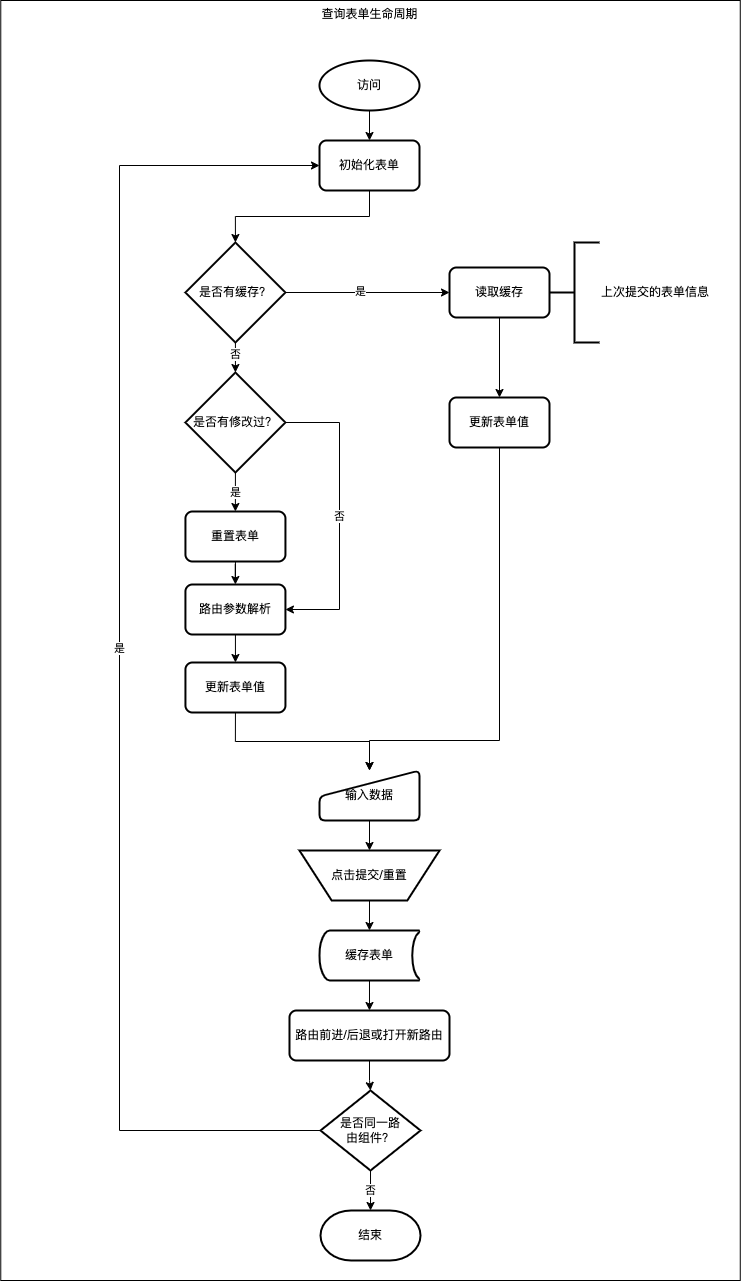 查询表单生命周期
访问
初始化表单
是否有缓存?
是
读取缓存
上次提交的表单信息
否
是否有修改过?
更新表单值
是
否
重置表单
路由参数解析
是
更新表单值
输入数据
点击提交/重置
缓存表单
路由前进/后退或打开新路由
是否同一路
由组件?
否
结束